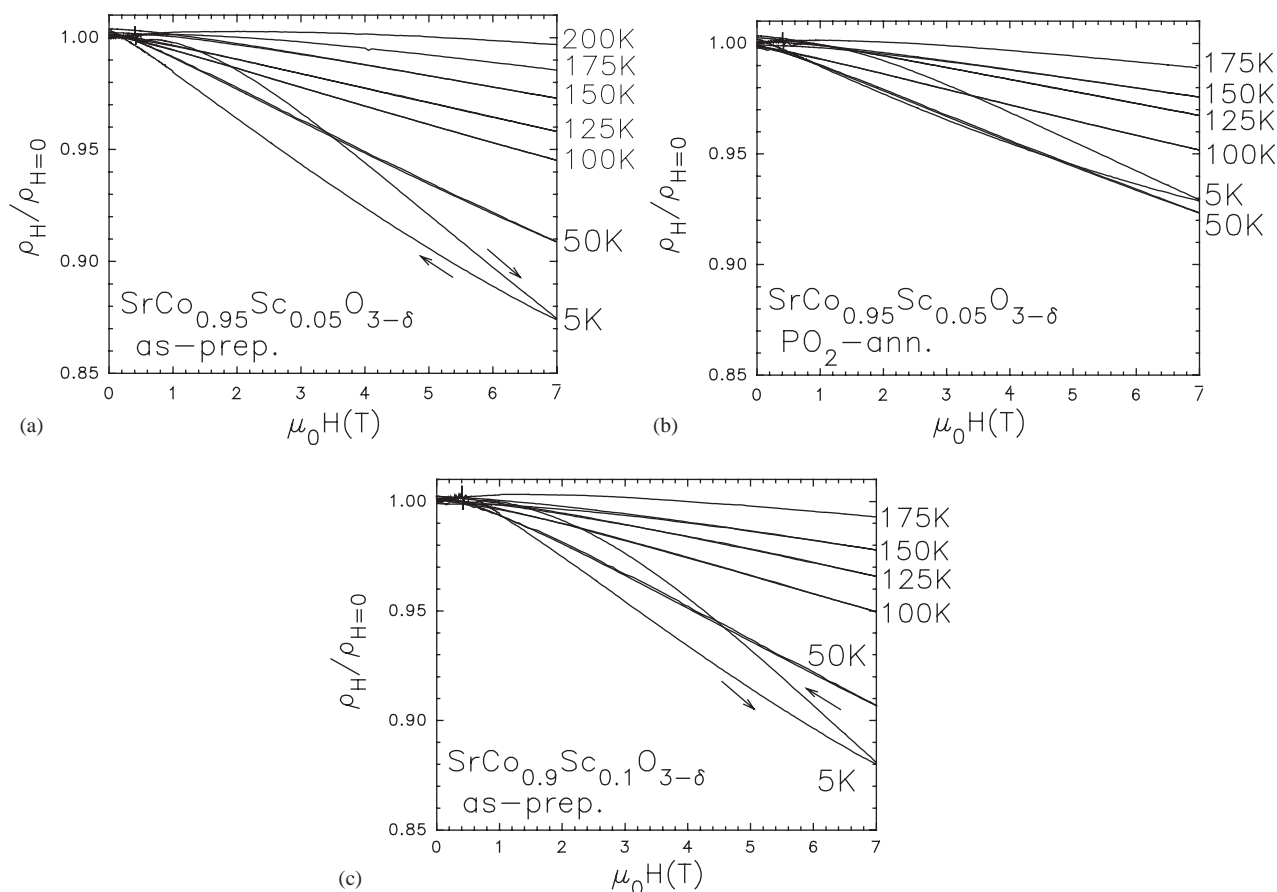 1.00
0.95
0.90
0.85
ρH/ρH=0
0 1 2 3 4 5 6 7
μ0H(T)
200K
175K
150K
125K
100K
50K
5K
SrCo0.95Sc0.05O3−δ
as−prep.
(a)
1.00
0.95
0.90
0.85
ρH/ρH=0
0 1 2 3 4 5 6 7
μ0H(T)
175K
150K
125K
100K
5K
50K
SrCo0.95Sc0.05O3−δ
PO2−ann.
(b)
1.00
0.95
0.90
0.85
ρH/ρH=0
0 1 2 3 4 5 6 7
μ0H(T)
175K
150K
125K
100K
50K
5K
SrCo0.9Sc0.1O3−δ
as−prep.
(c)